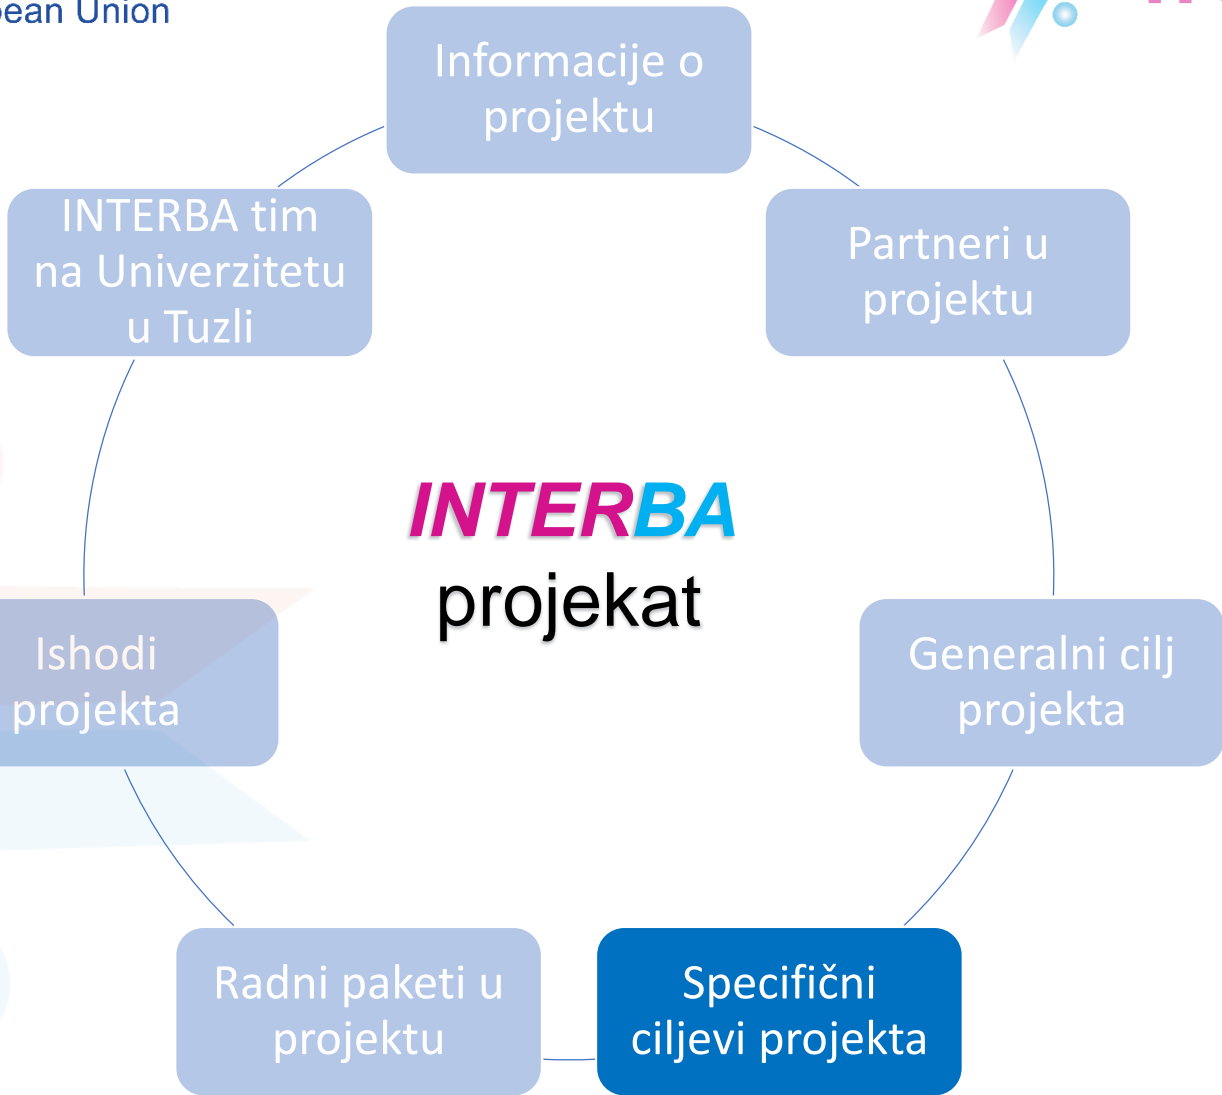 Union
Informacije o
projektu
INTERBA tim
na Univerzitetu
u Tuzli
Partneri u
projektu
INTERBA
projekat
Ishodi
projekta
Generalni cilj
projekta
Radni paketi u
projektu
Specifični
ciljevi projekta